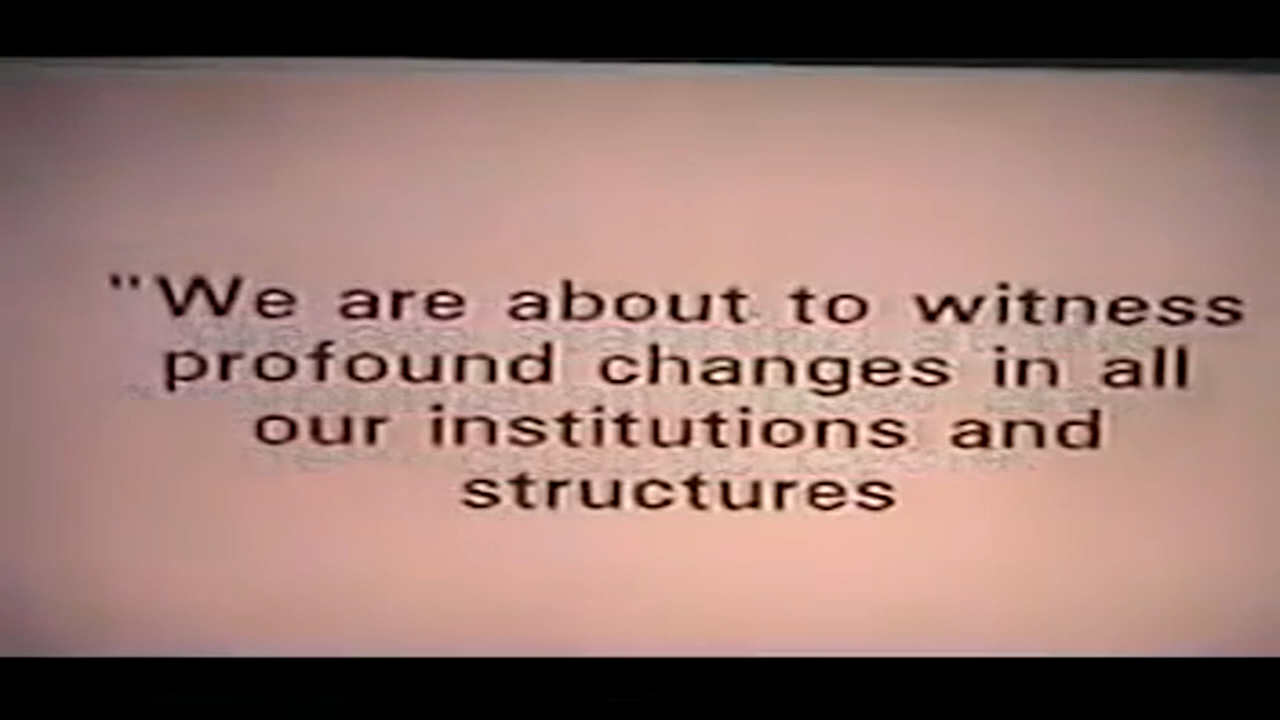 "We are about to witness
profound changes in all
our institutions and
structures